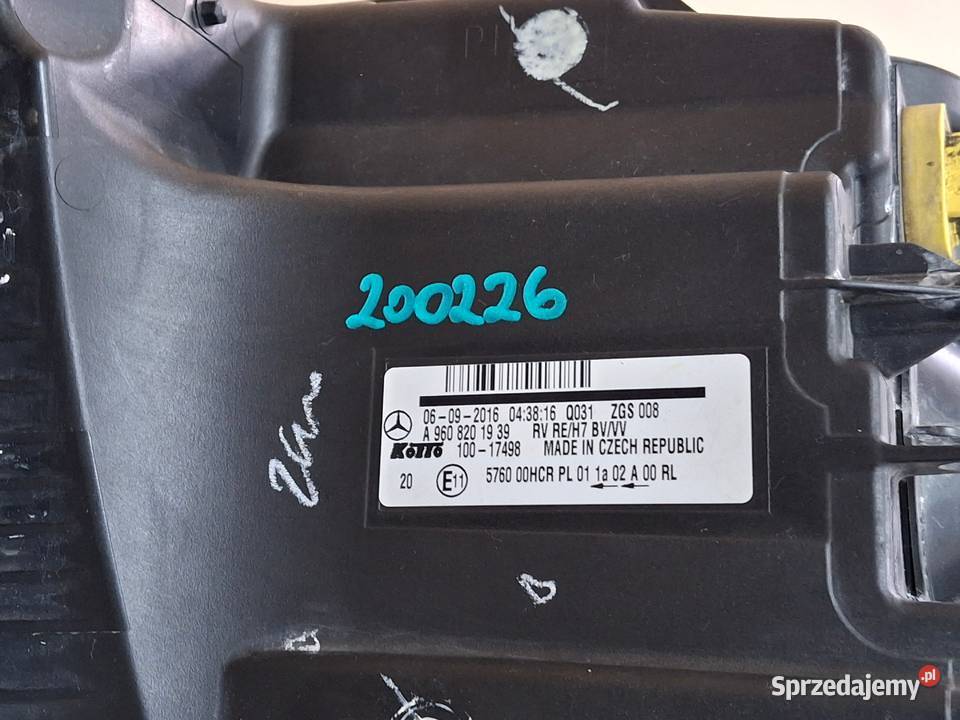 200226
06-09-2016 04:38:16 Q031 ZGS 008
A 960 820 19 39 RV RE/H7 BV/VV
100-17498 MADE IN CZECH REPUBLIC
20 E11 5760 00HCR PL 01 1a 02 A 00 RL
Sprzedajemy.pl